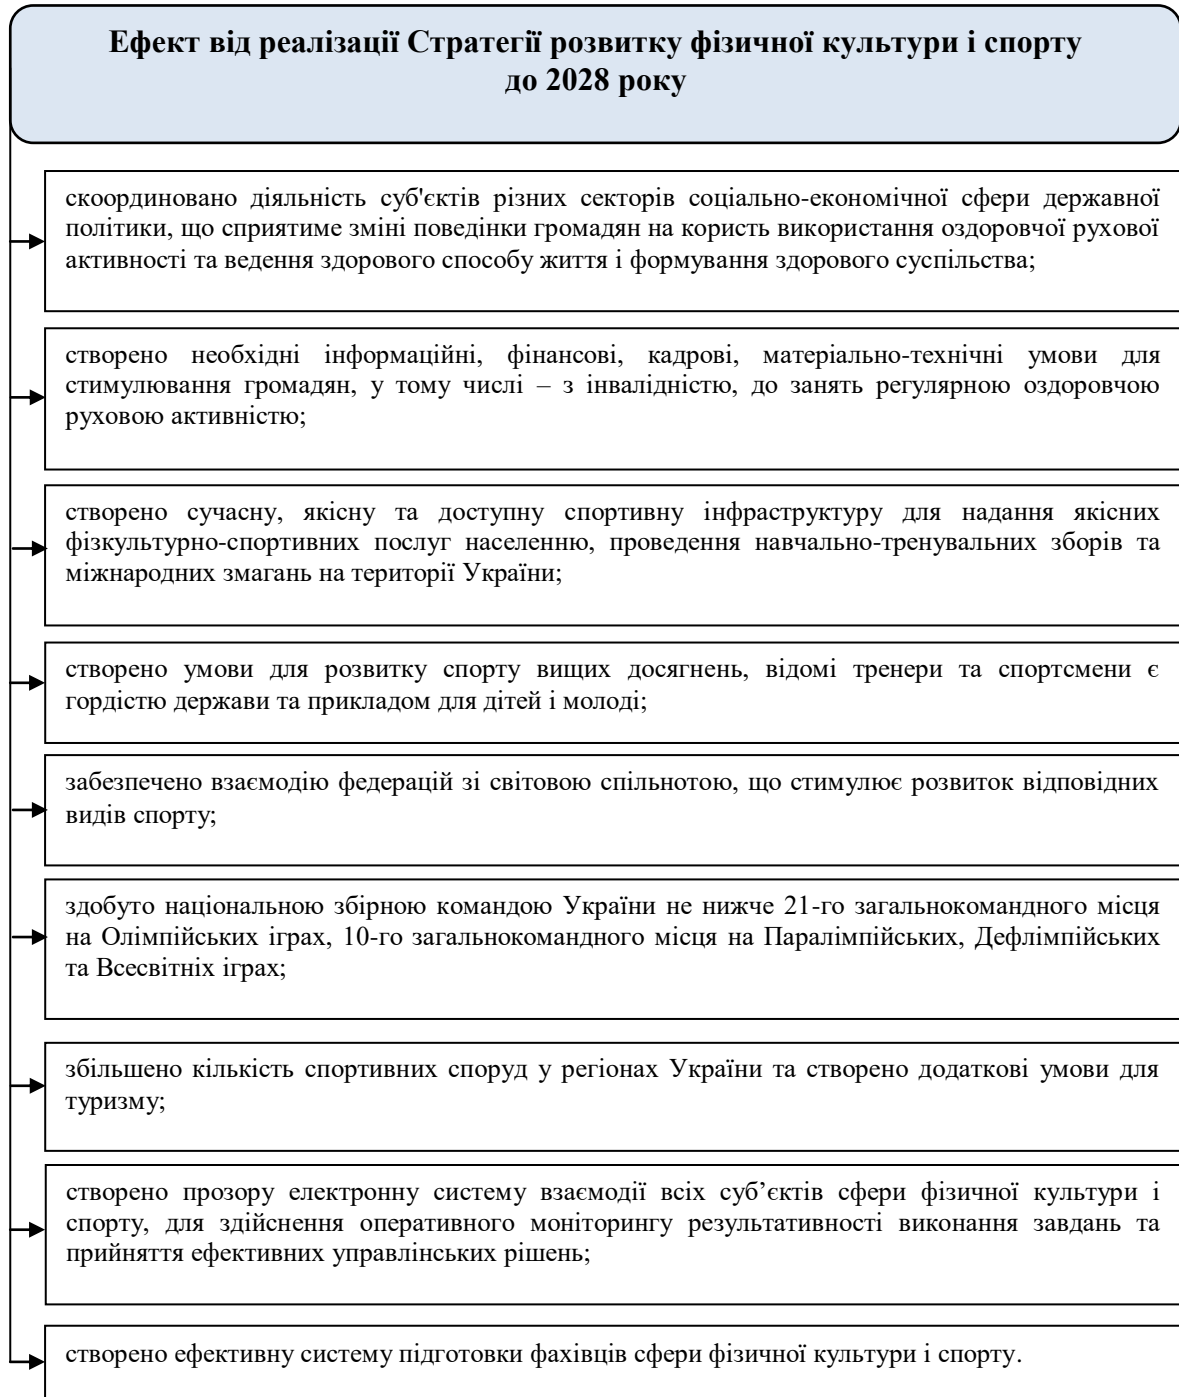 Ефект від реалізації Стратегії розвитку фізичної культури і спорту
до 2028 року
скоординовано діяльність суб'єктів різних секторів соціально-економічної сфери державної
політики, що сприятиме зміні поведінки громадян на користь використання оздоровчої рухової
активності та ведення здорового способу життя і формування здорового суспільства;
створено необхідні інформаційні, фінансові, кадрові, матеріально-технічні умови для
стимулювання громадян, у тому числі – з інвалідністю, до занять регулярною оздоровчою
руховою активністю;
створено сучасну, якісну та доступну спортивну інфраструктуру для надання якісних
фізкультурно-спортивних послуг населенню, проведення навчально-тренувальних зборів та
міжнародних змагань на території України;
створено умови для розвитку спорту вищих досягнень, відомі тренери та спортсмени є
гордістю держави та прикладом для дітей і молоді;
забезпечено взаємодію федерацій зі світовою спільнотою, що стимулює розвиток відповідних
видів спорту;
здобуто національною збірною командою України не нижче 21-го загальнокомандного місця
на Олімпійських іграх, 10-го загальнокомандного місця на Паралімпійських, Дефлімпійських
та Всесвітніх іграх;
збільшено кількість спортивних споруд у регіонах України та створено додаткові умови для
туризму;
створено прозору електронну систему взаємодії всіх суб’єктів сфери фізичної культури і
спорту, для здійснення оперативного моніторингу результативності виконання завдань та
прийняття ефективних управлінських рішень;
створено ефективну систему підготовки фахівців сфери фізичної культури і спорту.